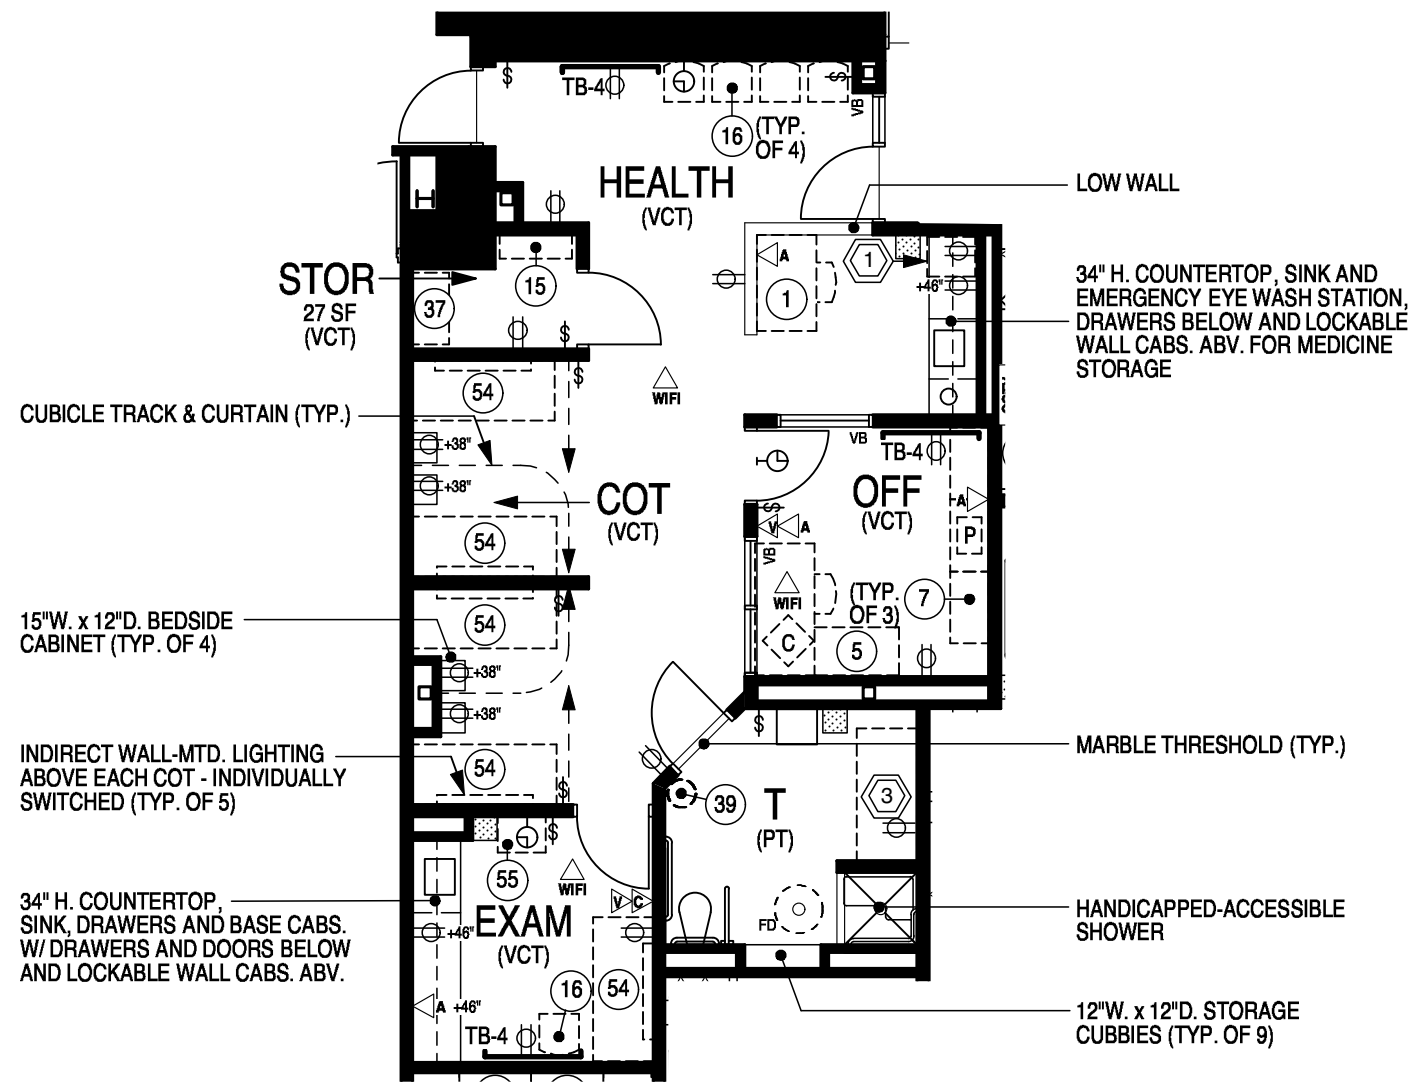 TB-4
VB
16
(TYP.
OF 4)
HEALTH
(VCT)
LOW WALL
STOR
27 SF
(VCT)
15
37
A
1
1
+46"
34" H. COUNTERTOP, SINK AND
EMERGENCY EYE WASH STATION,
DRAWERS BELOW AND LOCKABLE
WALL CABS. ABV. FOR MEDICINE
STORAGE
54
WIFI
CUBICLE TRACK & CURTAIN (TYP.)
+38"
+38"
VB
TB-4
COT
(VCT)
OFF
(VCT)
A
V
A
P
54
VB
WIFI
(TYP.
OF 3)
7
15"W. x 12"D. BEDSIDE
CABINET (TYP. OF 4)
54
C
5
+38"
+38"
INDIRECT WALL-MTD. LIGHTING
ABOVE EACH COT - INDIVIDUALLY
SWITCHED (TYP. OF 5)
54
MARBLE THRESHOLD (TYP.)
39
T
(PT)
3
55
WIFI
V
C
34" H. COUNTERTOP,
SINK, DRAWERS AND BASE CABS.
W/ DRAWERS AND DOORS BELOW
AND LOCKABLE WALL CABS. ABV.
+46"
EXAM
(VCT)
FD
HANDICAPPED-ACCESSIBLE
SHOWER
A
+46"
16
54
TB-4
12"W. x 12"D. STORAGE
CUBBIES (TYP. OF 9)